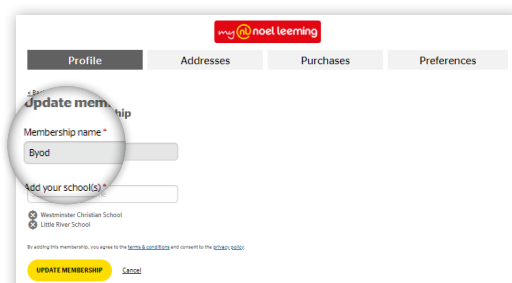 my nl noel leeming
Profile Addresses Purchases Preferences
Update membership
Membership name *
Byod
Add your school(s) *
Westminster Christian School
Little River School
By adding this membership, you agree to the terms & conditions and consent to the privacy policy.
UPDATE MEMBERSHIP Cancel